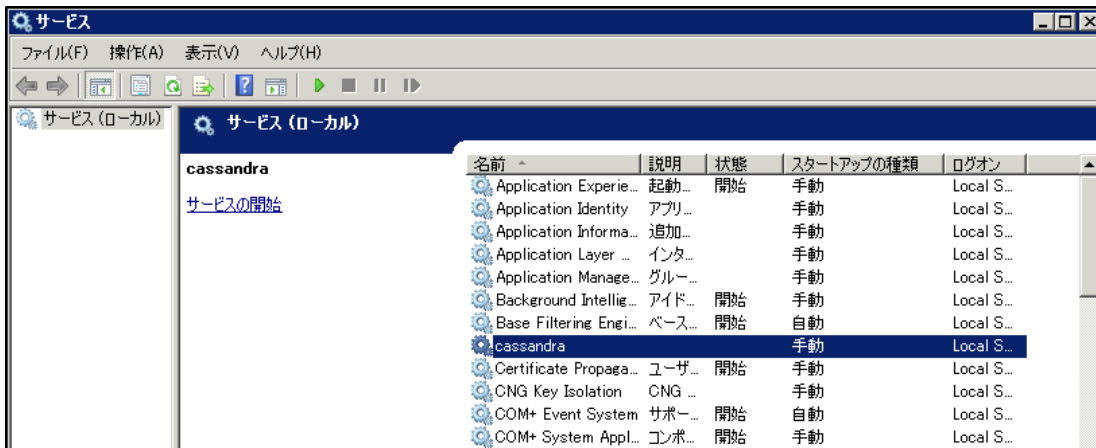 サービス
ファイル(F) 操作(A) 表示(V) ヘルプ(H)
サービス (ローカル)
サービス (ローカル)
cassandra
サービスの開始
名前 説明 状態 スタートアップの種類 ログオン
Application Experie... 起動... 開始 手動 Local S...
Application Identity アプリ... 手動 Local S...
Application Informa... 追加... 手動 Local S...
Application Layer ... インタ... 手動 Local S...
Application Manage... グルー... 手動 Local S...
Background Intellig... アイド... 開始 手動 Local S...
Base Filtering Engi... ベース... 開始 自動 Local S...
cassandra 手動 Local S...
Certificate Propaga... ユーザ... 開始 手動 Local S...
CNG Key Isolation CNG ... 手動 Local S...
COM+ Event System サポー... 開始 自動 Local S...
COM+ System Appl... コンポ... 開始 手動 Local S...